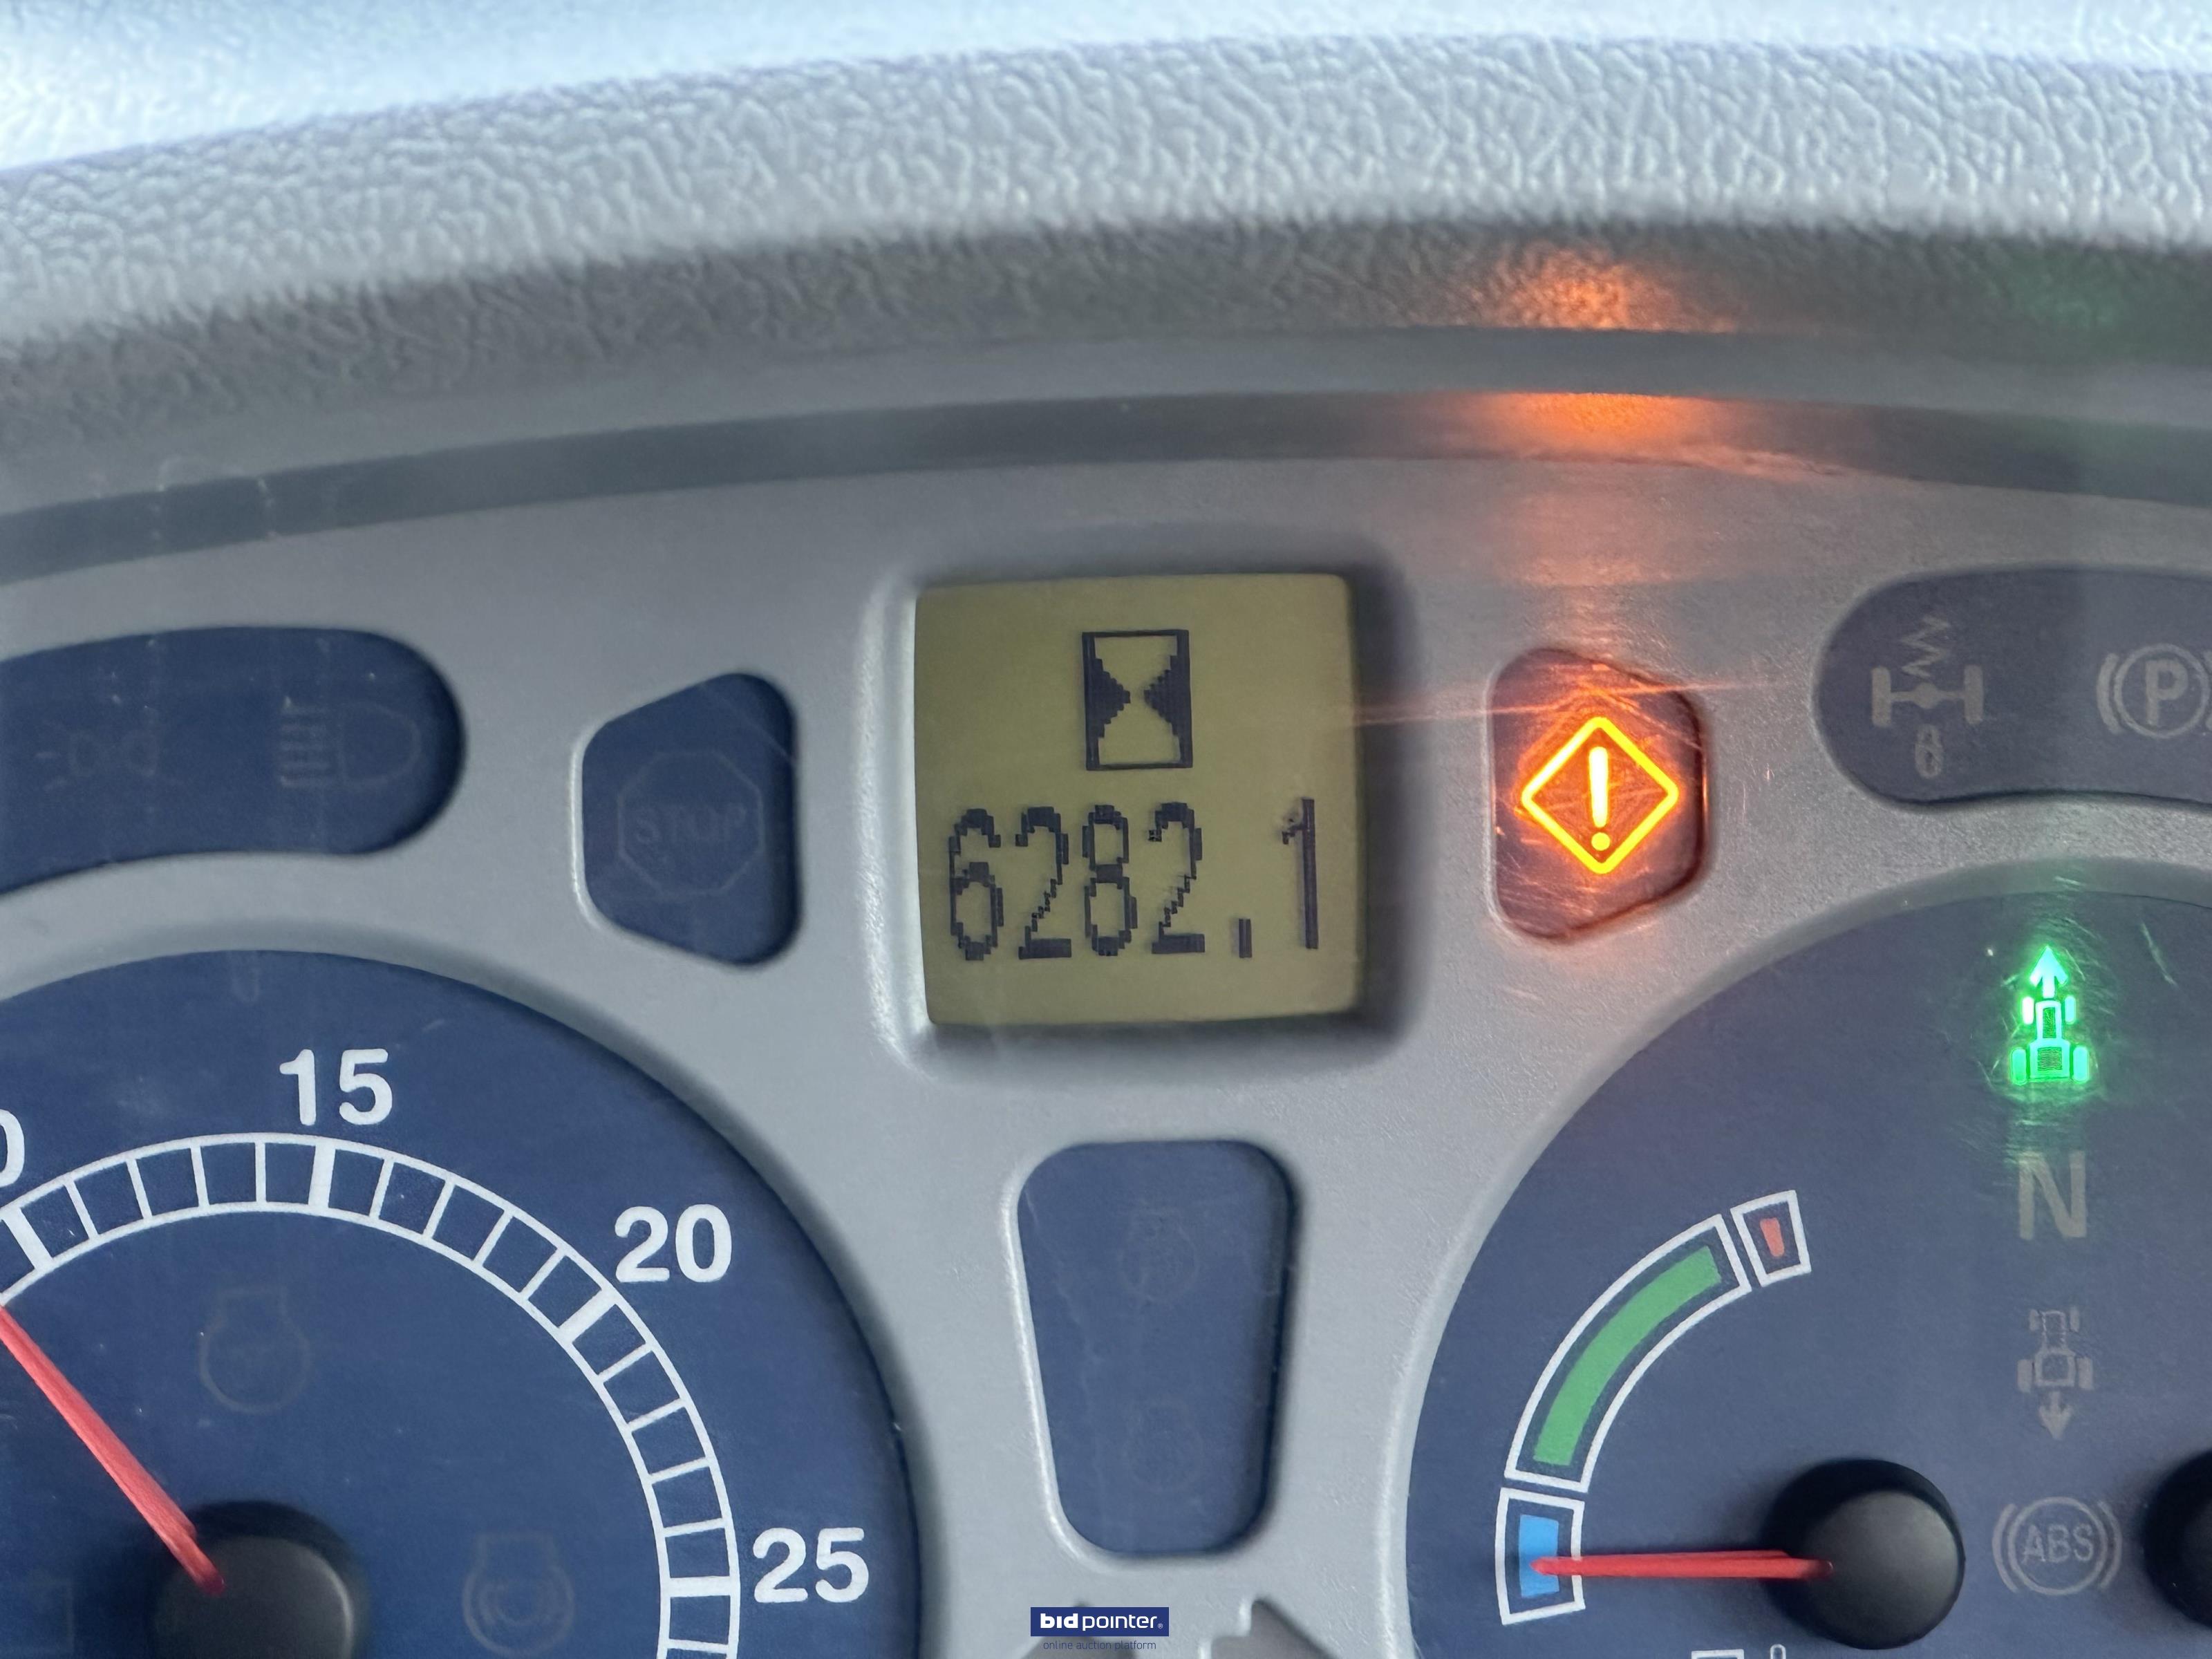 STOP
6282.1
P
15
20
25
N
ABS
bidpointer.
online auction platform